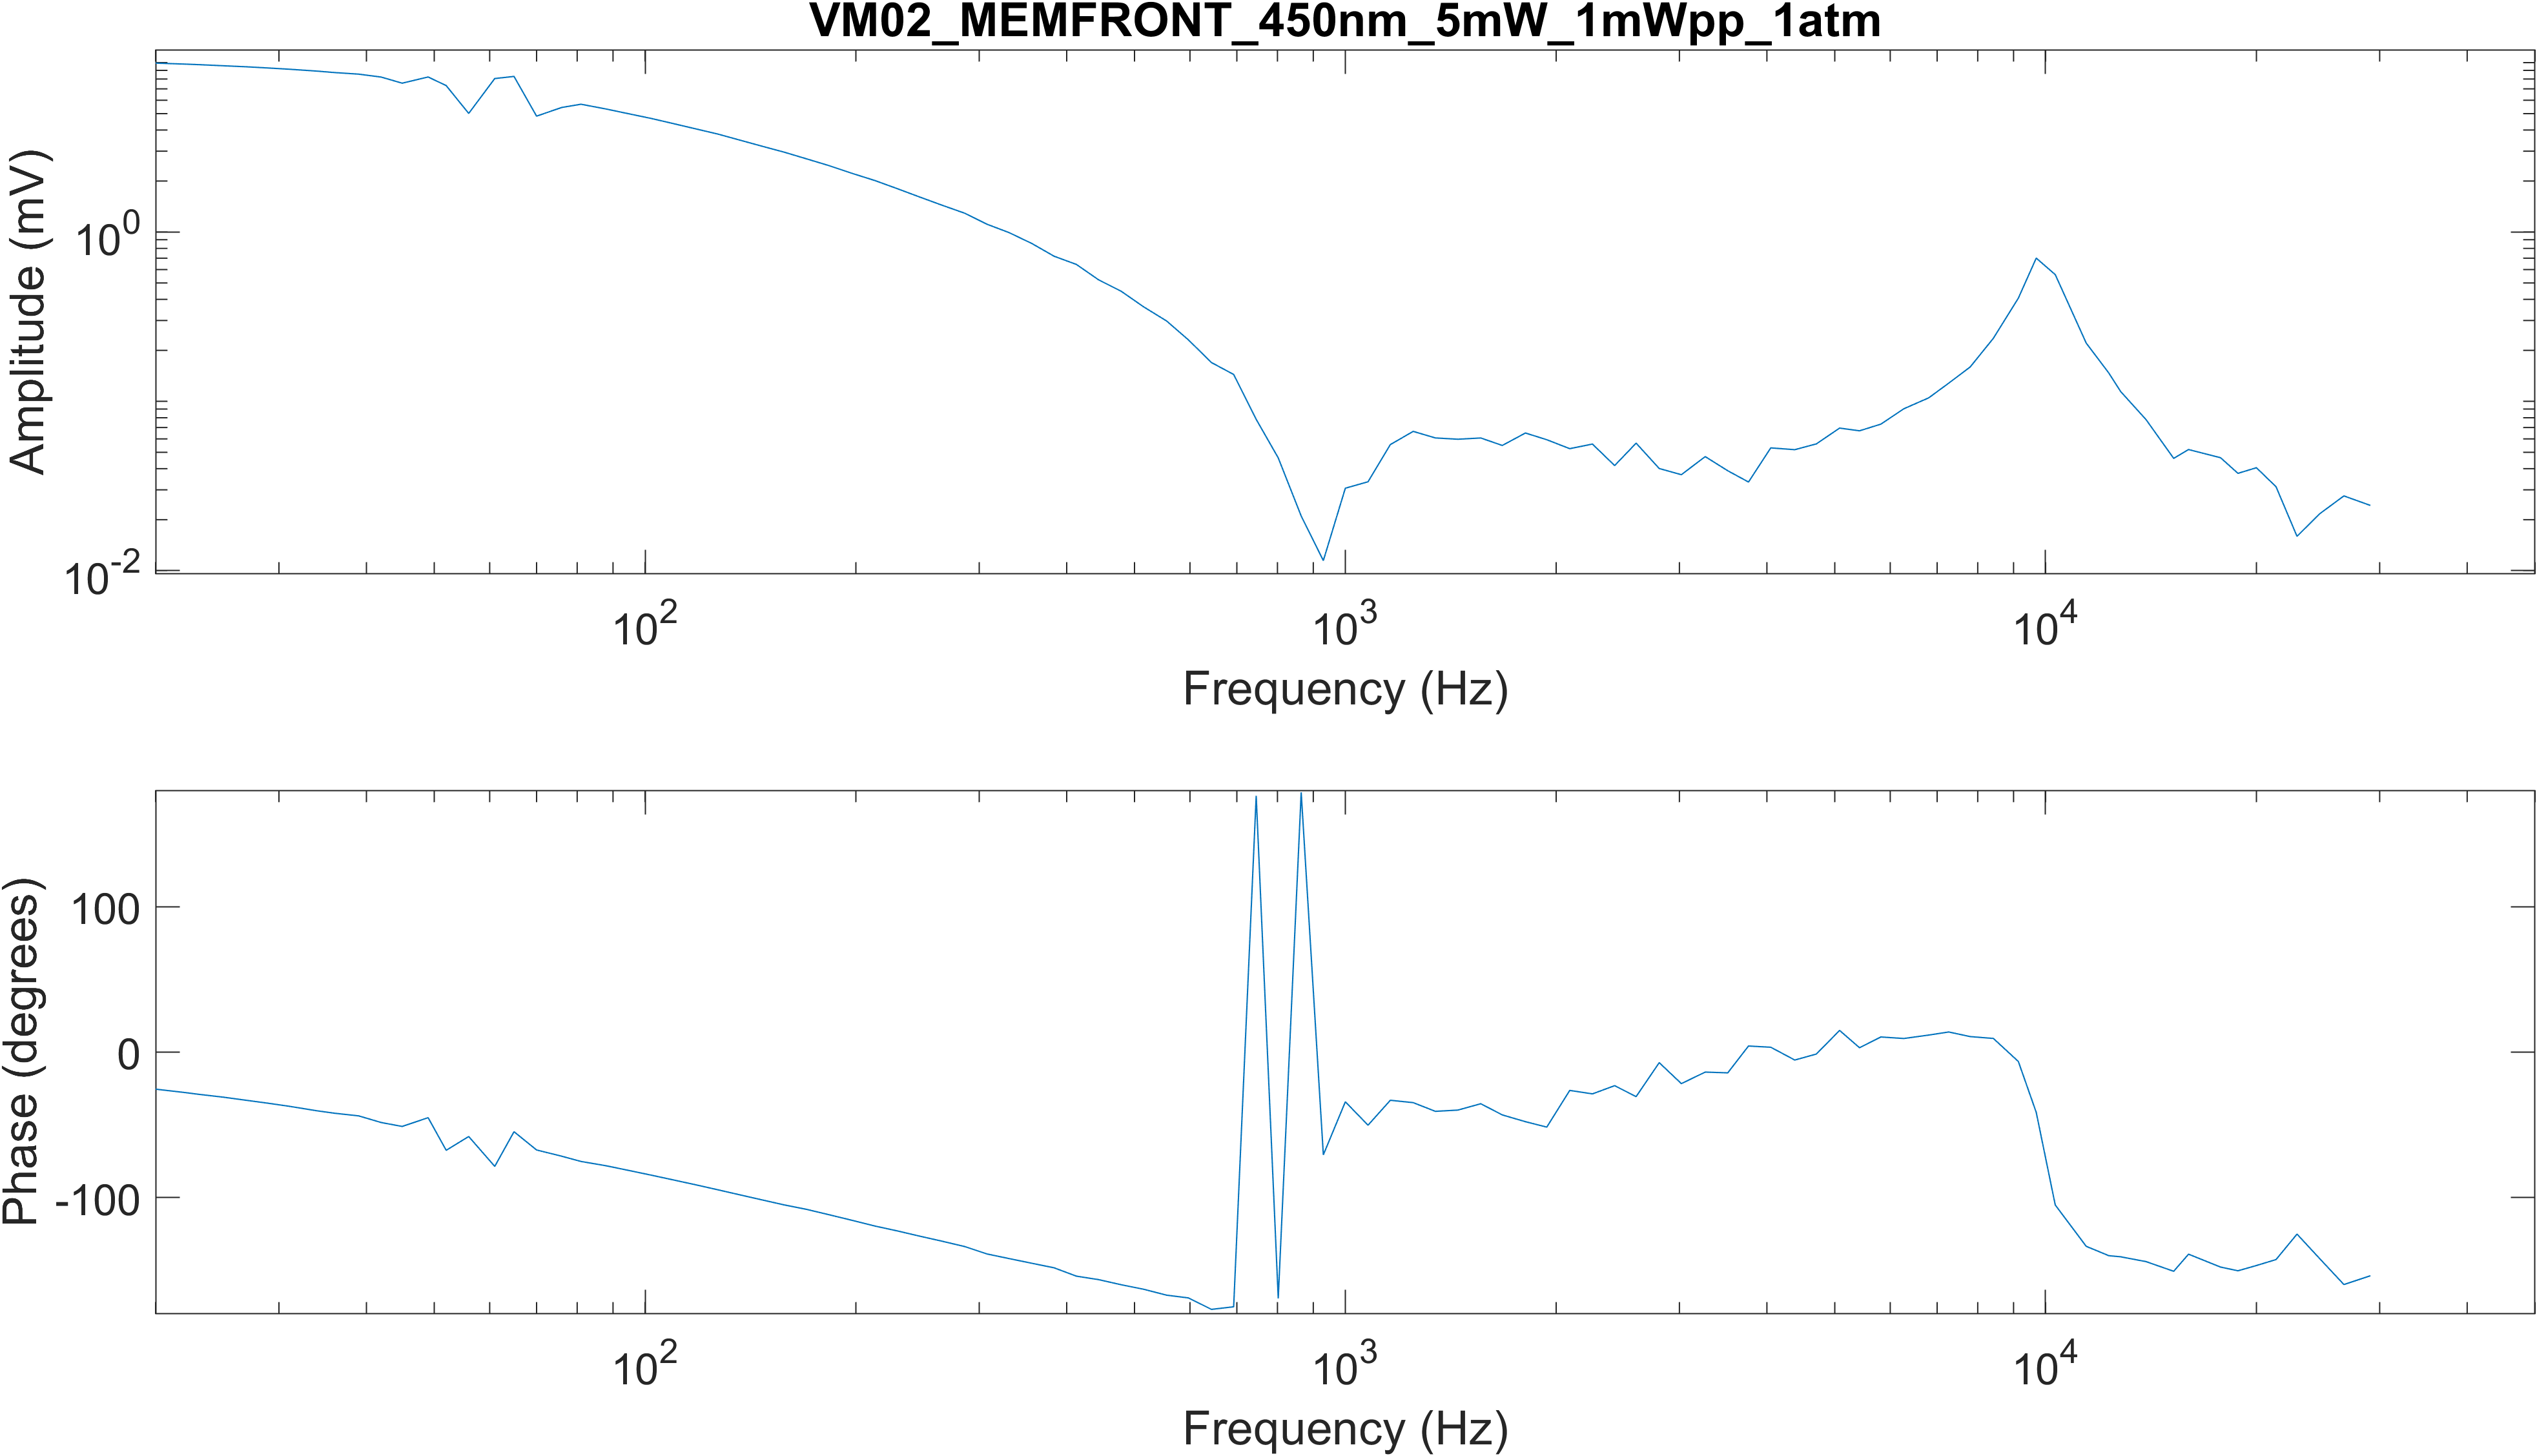 VM02_MEMFRONT_450nm_5mW_1mWpp_1atm
Amplitude (mV)
10^0
10^-2
10^2
10^3
10^4
Frequency (Hz)
Phase (degrees)
100
0
-100
10^2
10^3
10^4
Frequency (Hz)